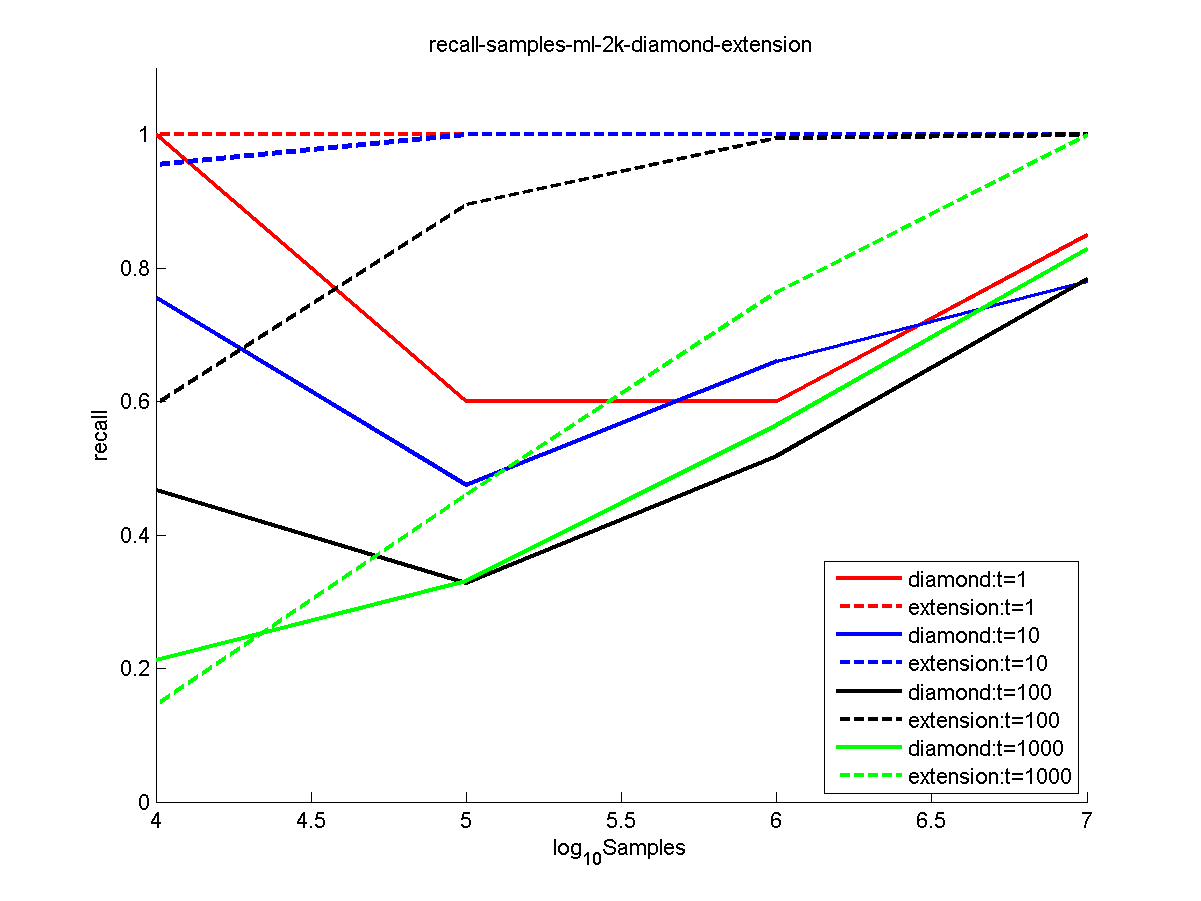 recall-samples-ml-2k-diamond-extension
1
0.8
0.6
0.4
0.2
0
recall
4
4.5
5
5.5
6
6.5
7
log10Samples
diamond:t=1
extension:t=1
diamond:t=10
extension:t=10
diamond:t=100
extension:t=100
diamond:t=1000
extension:t=1000